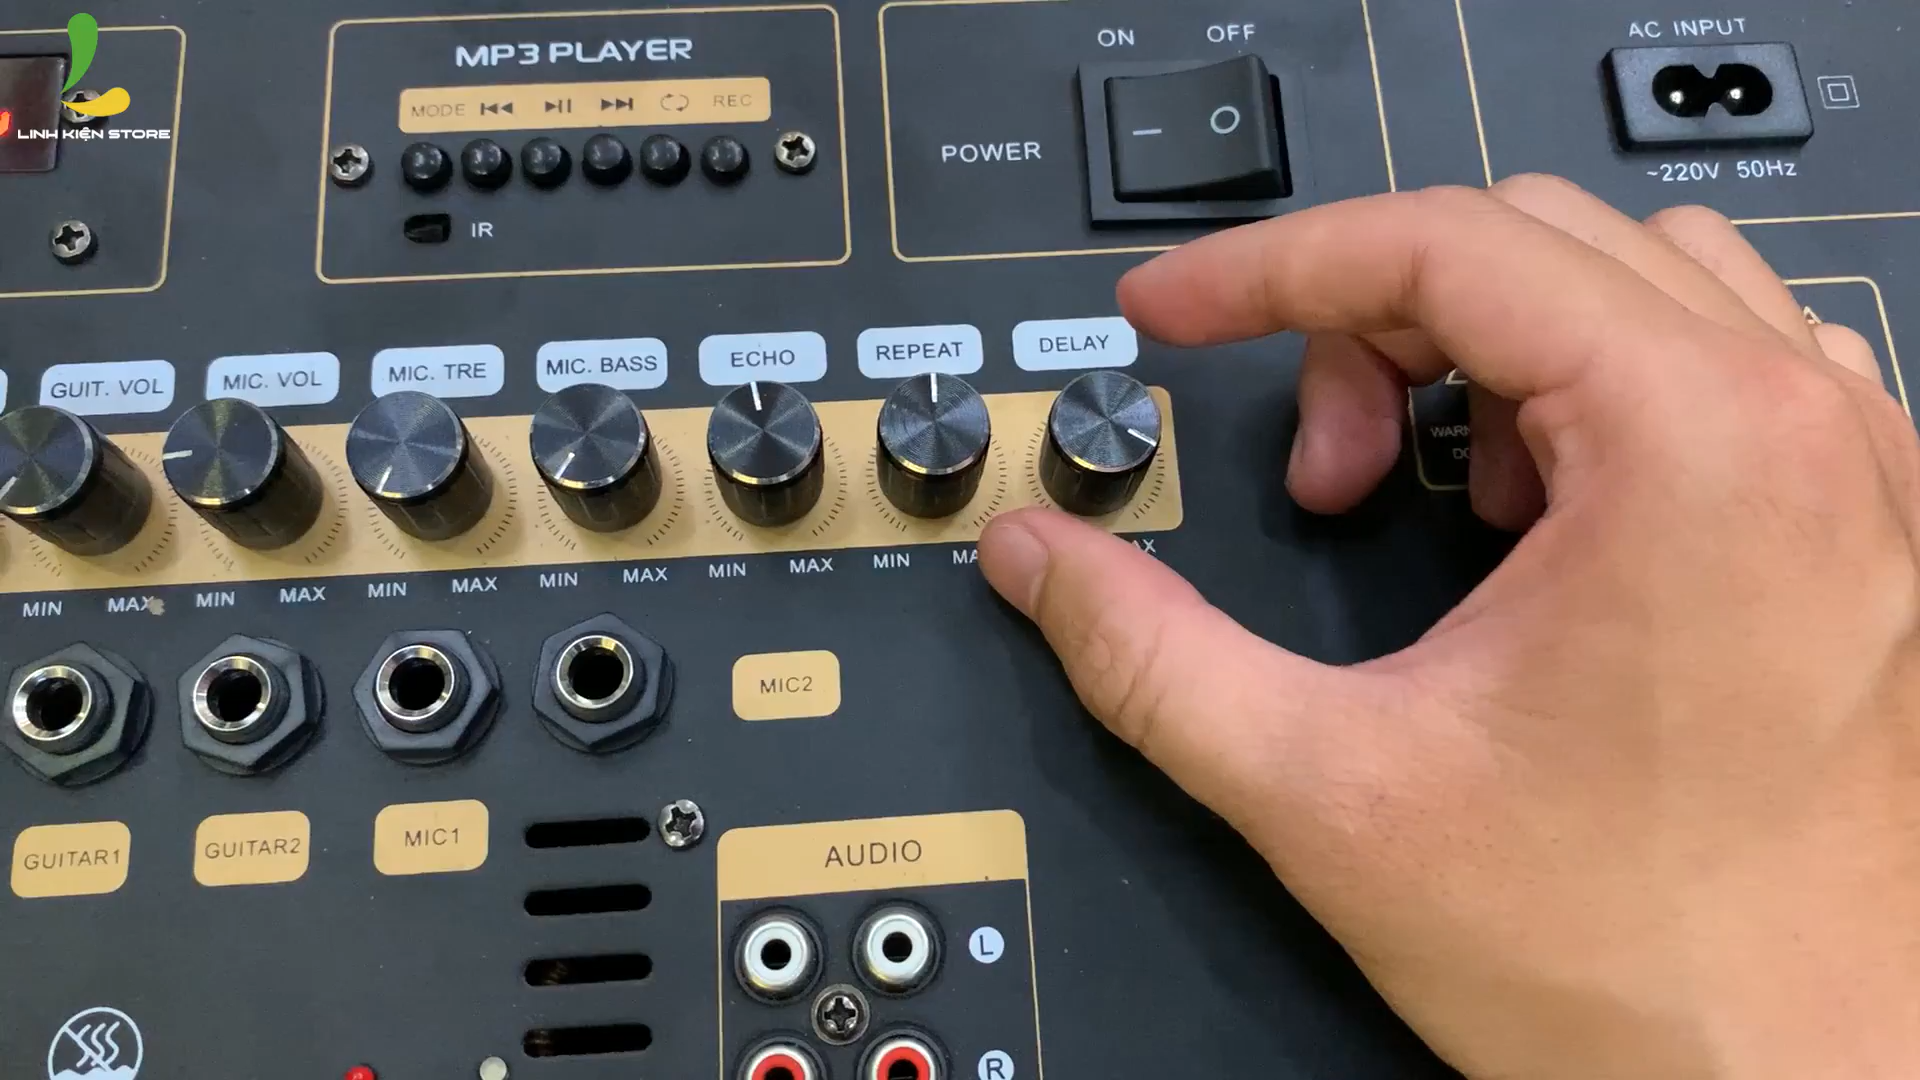 LINH KIỆN STORE
MP3 PLAYER
MODE
REC
IR
ON
OFF
POWER
AC INPUT
~220V 50Hz
GUIT. VOL
MIC. VOL
MIC. TRE
MIC. BASS
ECHO
REPEAT
DELAY
MIN
MAX
MIN
MAX
MIN
MAX
MIN
MAX
MIN
MAX
MIN
GUITAR1
GUITAR2
MIC1
MIC2
AUDIO
L
R